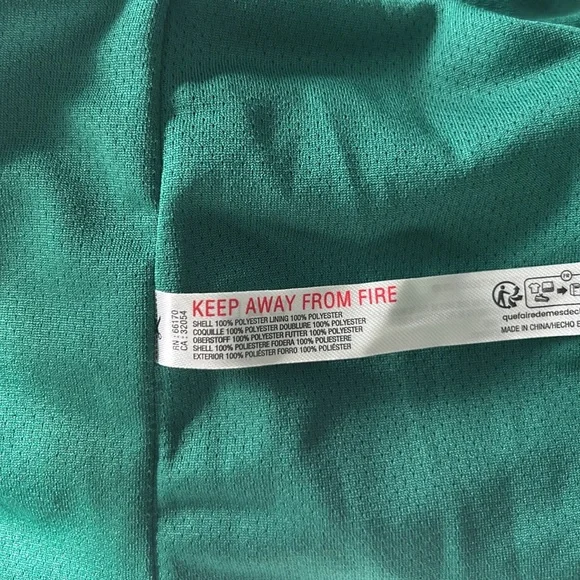 RN : 66170
CA : 32054
KEEP AWAY FROM FIRE
SHELL 100% POLYESTER LINING 100% POLYESTER
COQUILLE 100% POLYESTER DOUBLURE 100% POLYESTER
OBERSTOFF 100% POLYESTER FUTTER 100% POLYESTER
SHELL 100% POLIESTERE FODERA 100% POLIESTERE
EXTERIOR 100% POLIÉSTER FORRO 100% POLIÉSTER
FR
quefairedemesdec
MADE IN CHINA/HECHO E